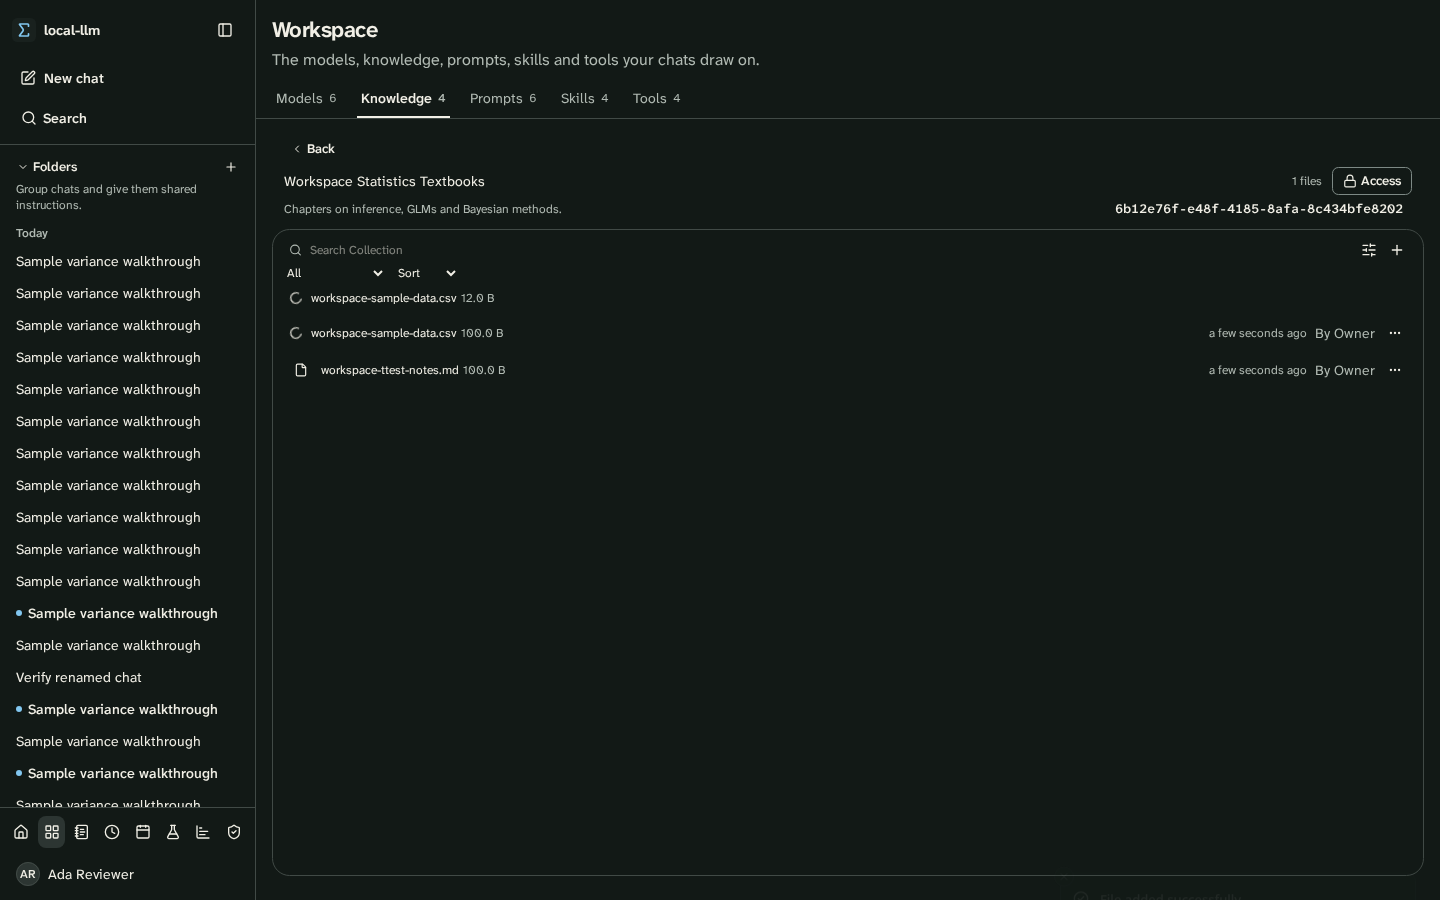 local-llm
New chat
Search
Folders
Group chats and give them shared
instructions.
Today
Sample variance walkthrough
Sample variance walkthrough
Sample variance walkthrough
Sample variance walkthrough
Sample variance walkthrough
Sample variance walkthrough
Sample variance walkthrough
Sample variance walkthrough
Sample variance walkthrough
Sample variance walkthrough
Sample variance walkthrough
Sample variance walkthrough
Sample variance walkthrough
Verify renamed chat
Sample variance walkthrough
Sample variance walkthrough
Sample variance walkthrough
Sample variance walkthrough
AR Ada Reviewer
Workspace
The models, knowledge, prompts, skills and tools your chats draw on.
Models 6 Knowledge 4 Prompts 6 Skills 4 Tools 4
Back
Workspace Statistics Textbooks 1 files Access
Chapters on inference, GLMs and Bayesian methods. 6b12e76f-e48f-4185-8afa-8c434bfe8202
Search Collection
All Sort
workspace-sample-data.csv 12.0 B
workspace-sample-data.csv 100.0 B a few seconds ago By Owner
workspace-ttest-notes.md 100.0 B a few seconds ago By Owner
File added successfully.